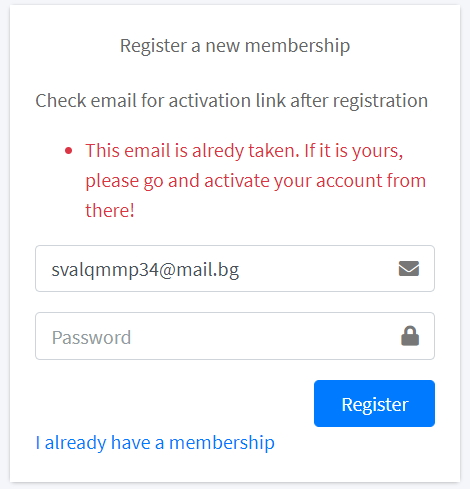 Register a new membership
Check email for activation link after registration
This email is alredy taken. If it is yours,
please go and activate your account from
there!
svalqmmp34@mail.bg
Password
Register
I already have a membership